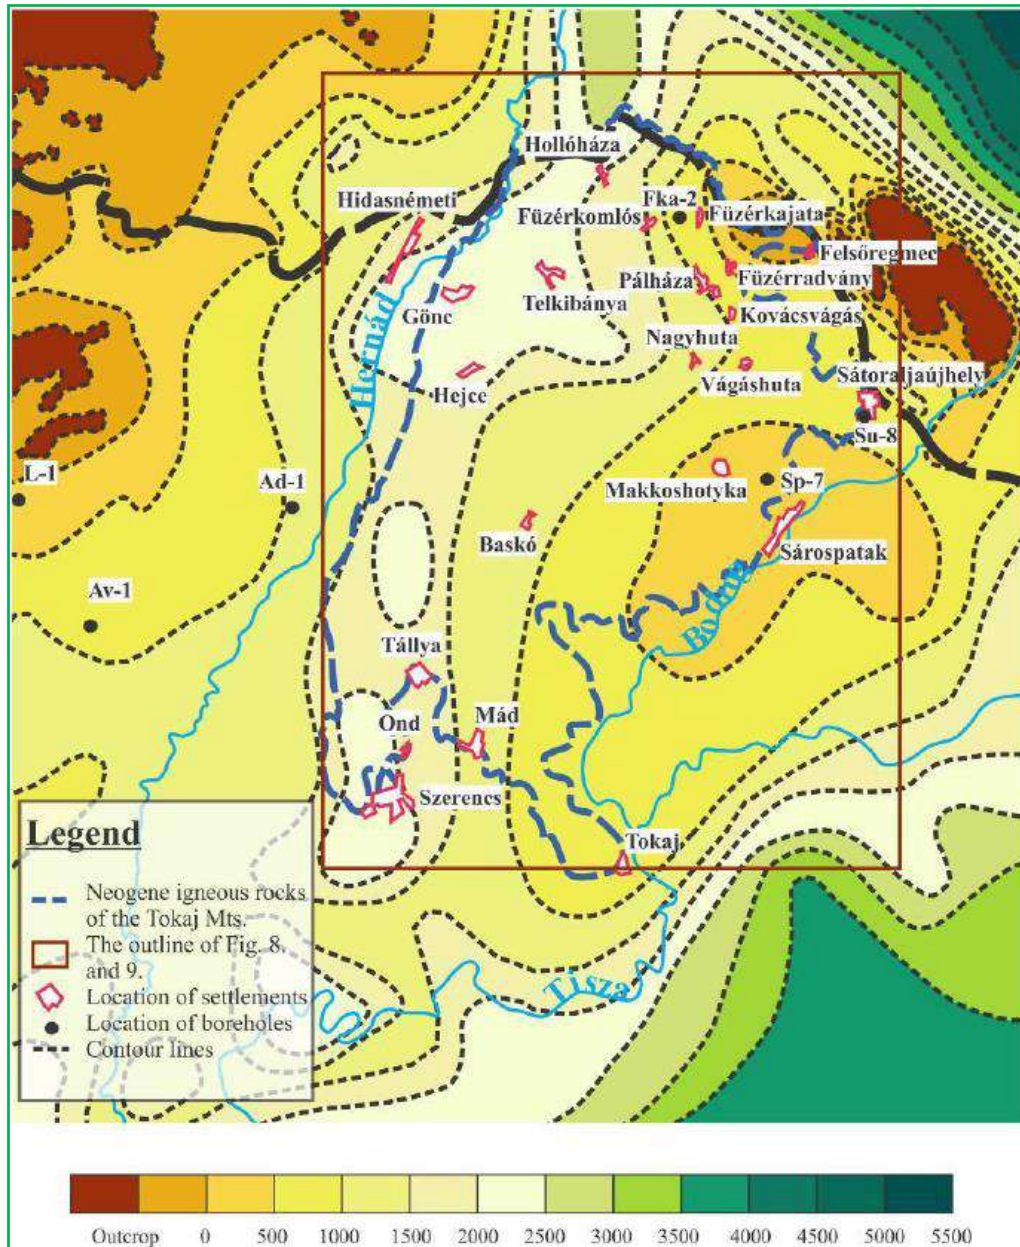 Hollóháza
Hidasnémeti
Fka-2
Füzérkomlós
Füzérkajata
Felsőregmec
Pálháza
Füzérradvány
Telkibánya
Gönc
Kovácsvágás
Nagyhuta
Hernád
Vágáshuta
Sátoraljaújhely
Hejce
Su-8
L-1
Ad-1
Sp-7
Makkoshotyka
Baskó
Sárospatak
Av-1
Bodrog
Tállya
Ond
Mád
Szerencs
Tokaj
Tisza
Legend
Neogene igneous rocks
of the Tokaj Mts.
The outline of Fig. 8.
and 9.
Location of settlements
Location of boreholes
Contour lines
Outcrop 0 500 1000 1500 2000 2500 3000 3500 4000 4500 5000 5500